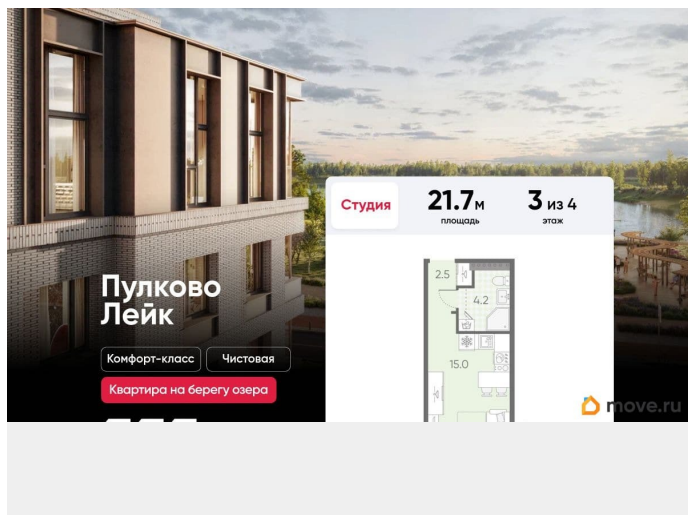 Студия
21.7м
площадь
3 из 4
этаж
2.5
4.2
15.0
Пулково
Лейк
Комфорт-класс
Чистовая
Квартира на берегу озера
move.ru